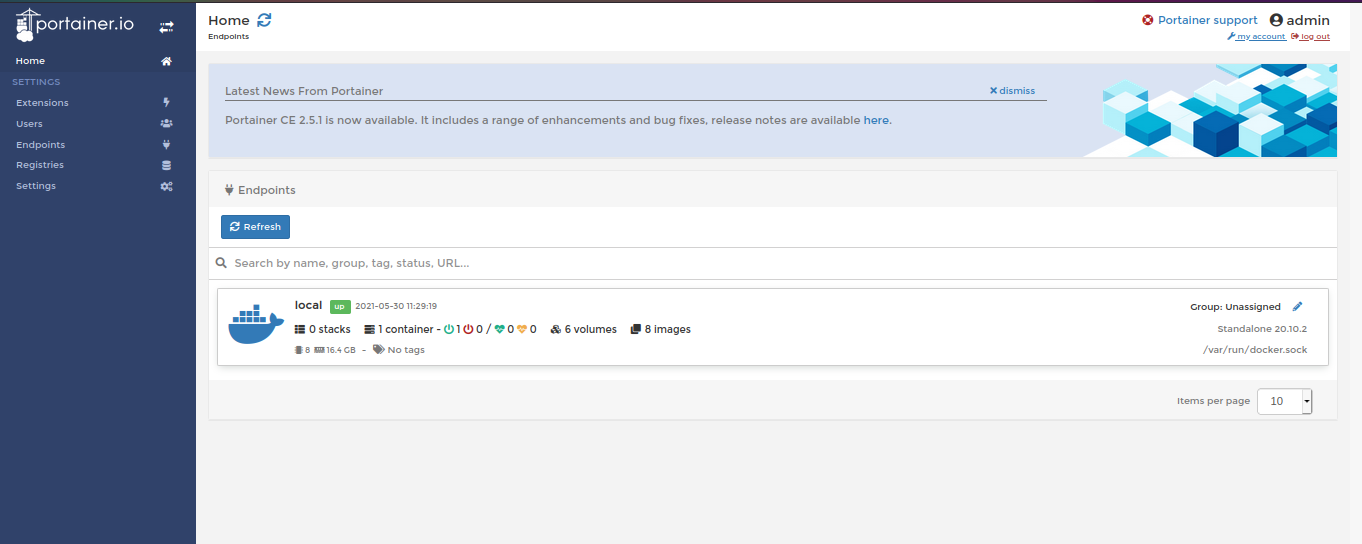 portainer.io
Home
Endpoints
Portainer support admin
my account log out
Home
SETTINGS
Extensions
Users
Endpoints
Registries
Settings
Latest News From Portainer
dismiss
Portainer CE 2.5.1 is now available. It includes a range of enhancements and bug fixes, release notes are available here.
Endpoints
Refresh
Search by name, group, tag, status, URL...
local up 2021-05-30 11:29:19
Group: Unassigned
0 stacks 1 container - 1 0 / 0 0 6 volumes 8 images
Standalone 20.10.2
8 16.4 GB - No tags
/var/run/docker.sock
Items per page 10